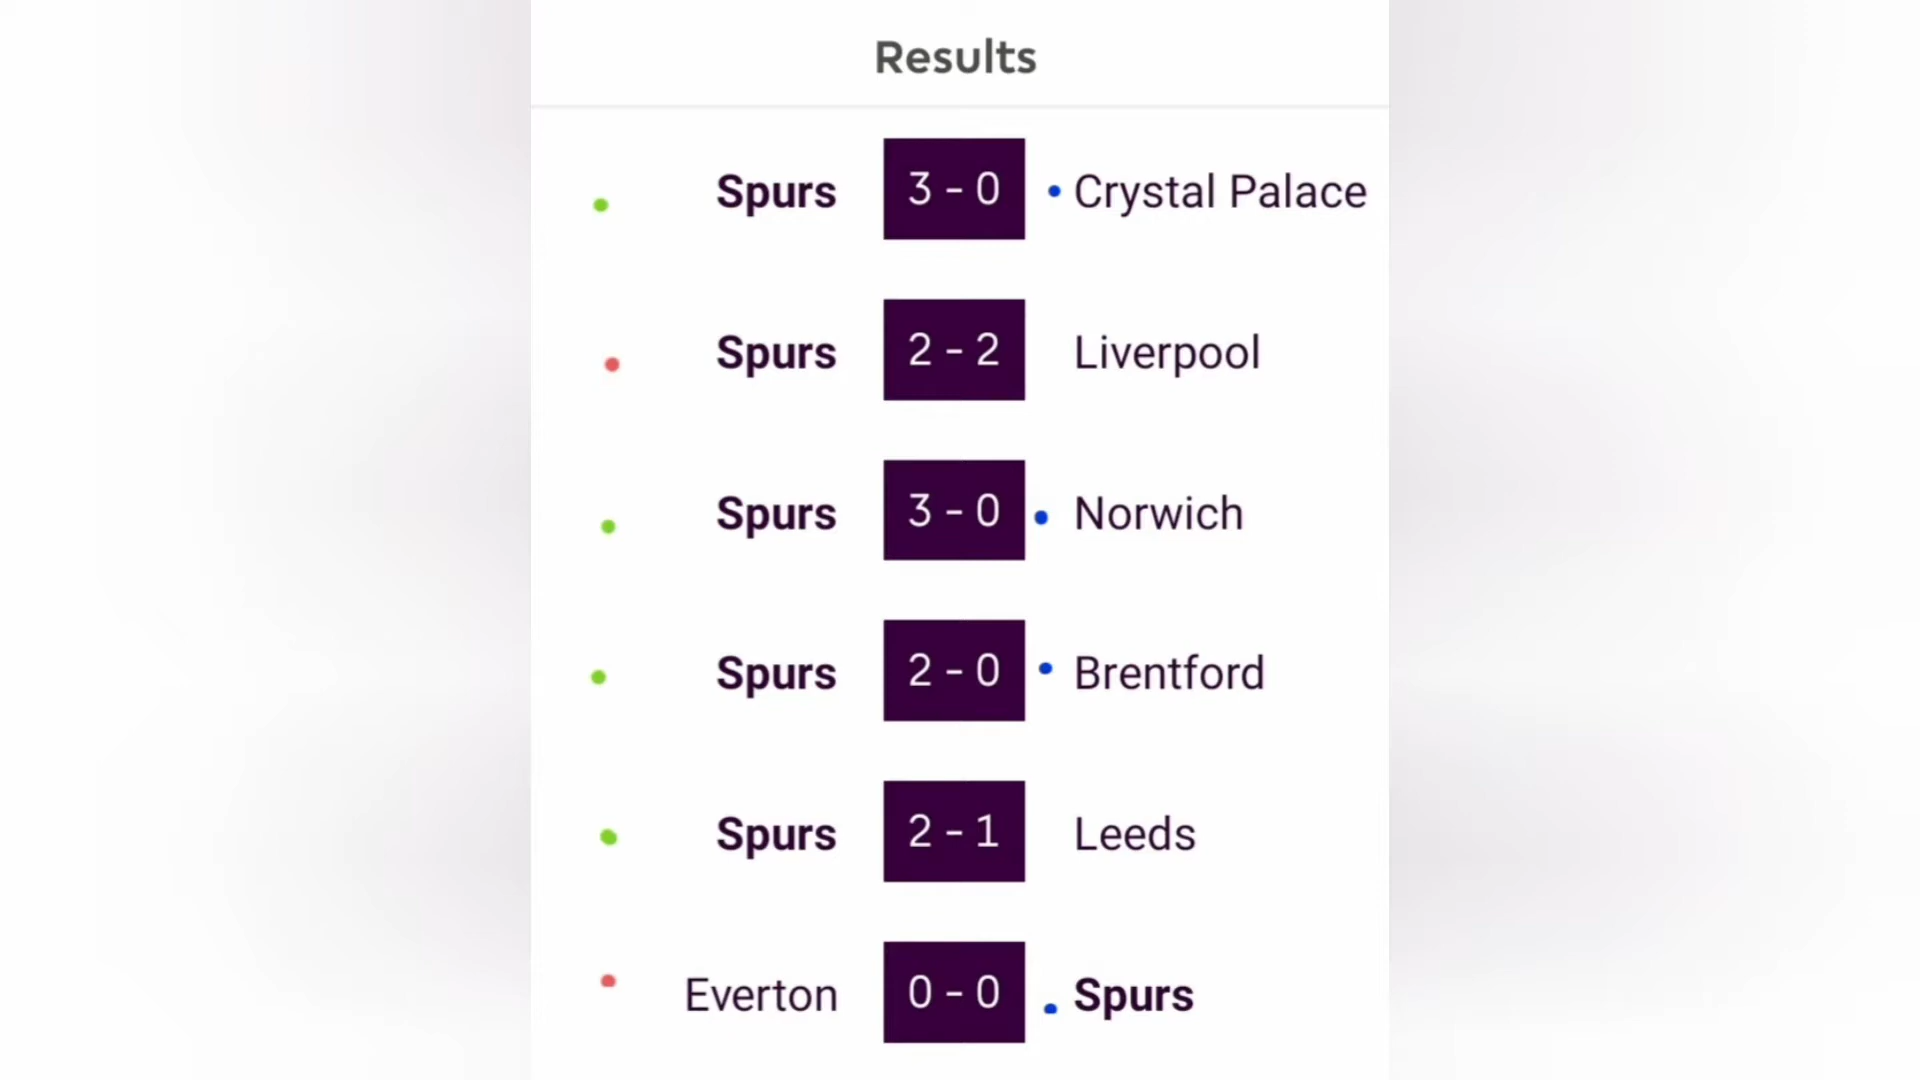 Results
Spurs 3 - 0 Crystal Palace
Spurs 2 - 2 Liverpool
Spurs 3 - 0 Norwich
Spurs 2 - 0 Brentford
Spurs 2 - 1 Leeds
Everton 0 - 0 Spurs